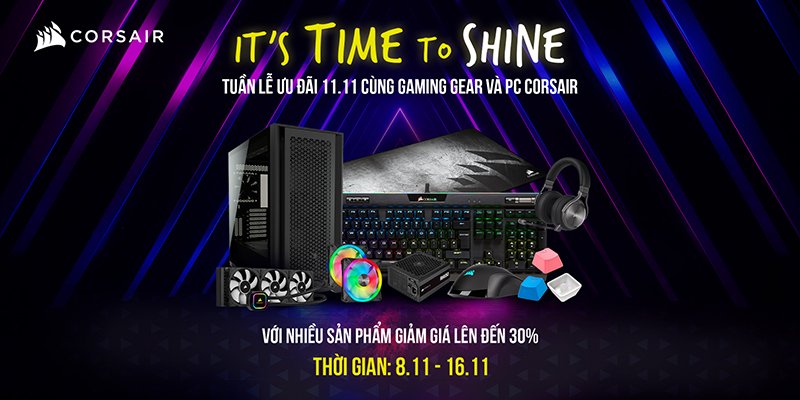 CORSAIR
IT'S TIME TO SHINE
TUẦN LỄ ƯU ĐÃI 11.11 CÙNG GAMING GEAR VÀ PC CORSAIR
VỚI NHIỀU SẢN PHẨM GIẢM GIÁ LÊN ĐẾN 30%
THỜI GIAN: 8.11 - 16.11